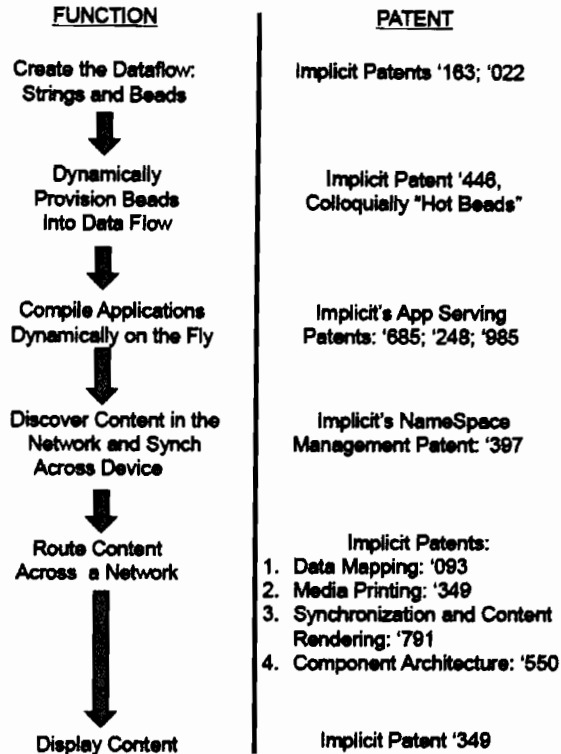 FUNCTION
PATENT
Create the Dataflow:
Strings and Beads
Implicit Patents '163; '022
Dynamically
Provision Beads
Into Data Flow
Implicit Patent '446,
Colloquially "Hot Beads"
Compile Applications
Dynamically on the Fly
Implicit's App Serving
Patents: '685; '248; '985
Discover Content in the
Network and Synch
Across Device
Implicit's NameSpace
Management Patent: '397
Route Content
Across a Network
Implicit Patents:
1. Data Mapping: '093
2. Media Printing: '349
3. Synchronization and Content
Rendering: '791
4. Component Architecture: '550
Display Content
Implicit Patent '349